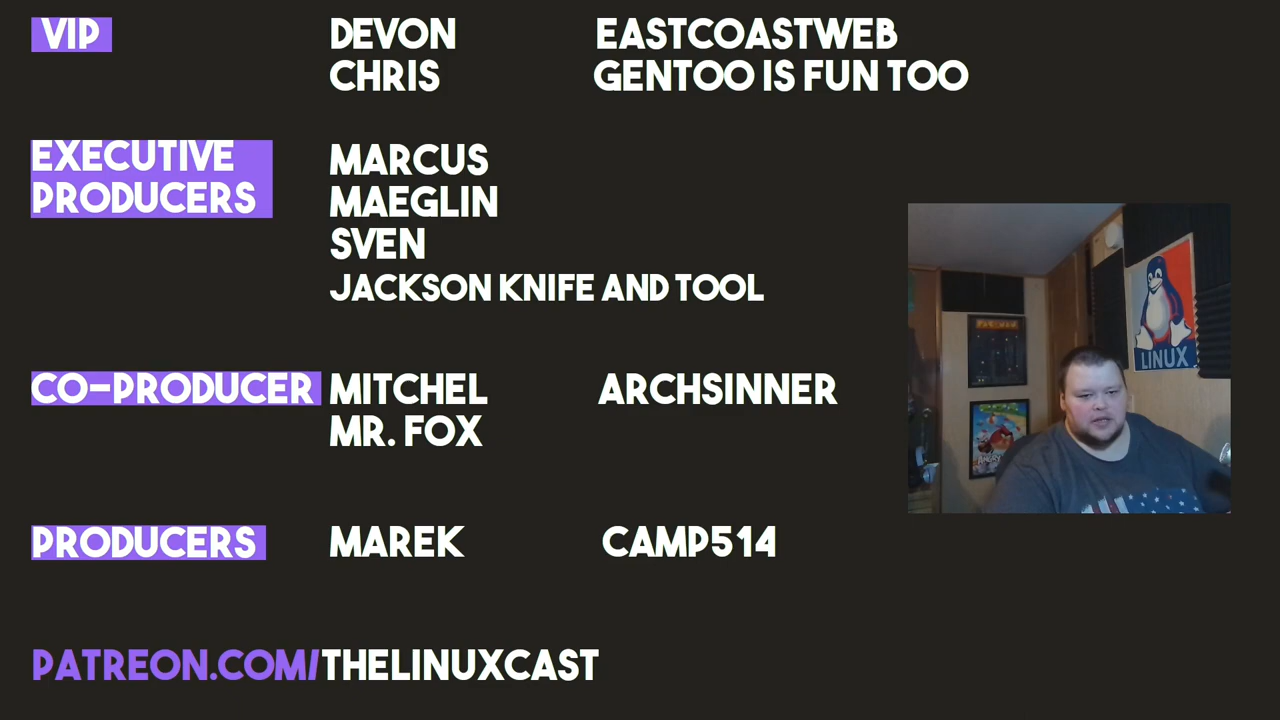 VIP
DEVON
EASTCOASTWEB
CHRIS
GENTOO IS FUN TOO
EXECUTIVE
PRODUCERS
MARCUS
MAEGLIN
SVEN
JACKSON KNIFE AND TOOL
CO-PRODUCER
MITCHEL
ARCHSINNER
MR. FOX
PRODUCERS
MAREK
CAMP514
PATREON.COM/THELINUXCAST
LINUX
ANGRY